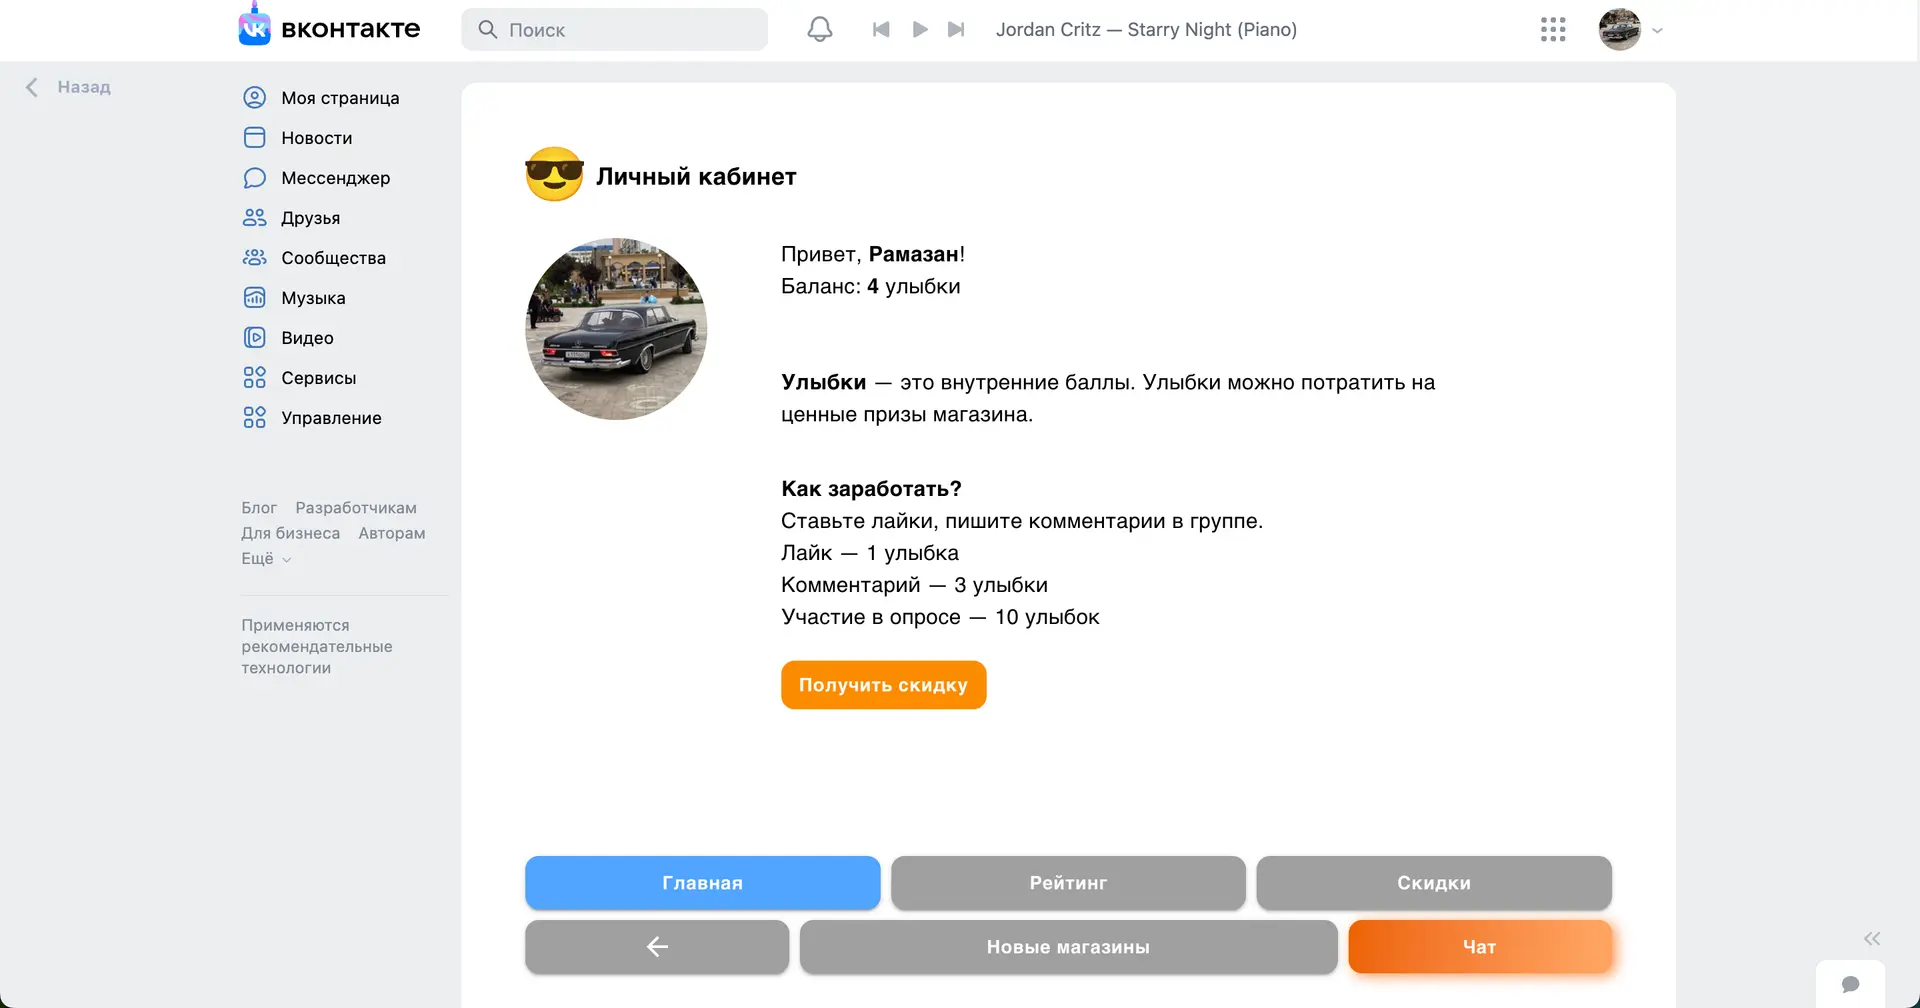 вконтакте
Поиск
Jordan Critz — Starry Night (Piano)
Назад
Моя страница
Новости
Мессенджер
Друзья
Сообщества
Музыка
Видео
Сервисы
Управление
Блог Разработчикам
Для бизнеса Авторам
Ещё
Применяются
рекомендательные
технологии
Личный кабинет
Привет, Рамазан!
Баланс: 4 улыбки
Улыбки — это внутренние баллы. Улыбки можно потратить на
ценные призы магазина.
Как заработать?
Ставьте лайки, пишите комментарии в группе.
Лайк — 1 улыбка
Комментарий — 3 улыбки
Участие в опросе — 10 улыбок
Получить скидку
Главная Рейтинг Скидки
Новые магазины Чат